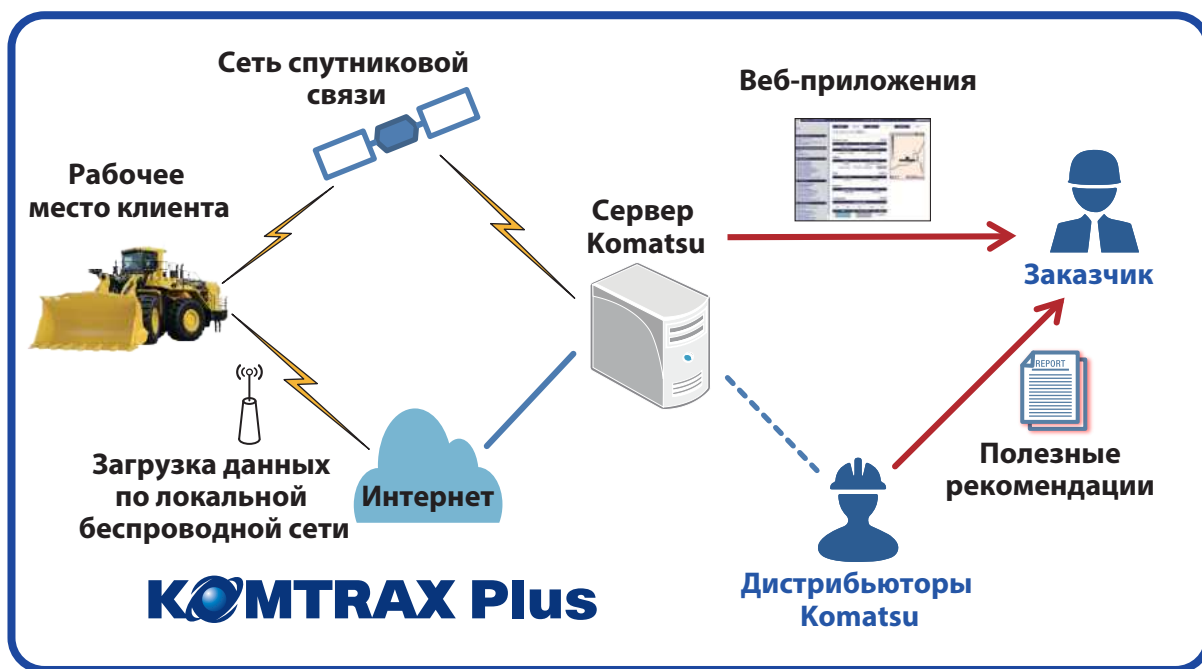 Сеть спутниковой
связи
Веб-приложения
Рабочее
место клиента
Сервер
Komatsu
Заказчик
REPORT
Загрузка данных
по локальной
беспроводной сети
Интернет
Полезные
рекомендации
Дистрибьюторы
Komatsu
KOMTRAX Plus